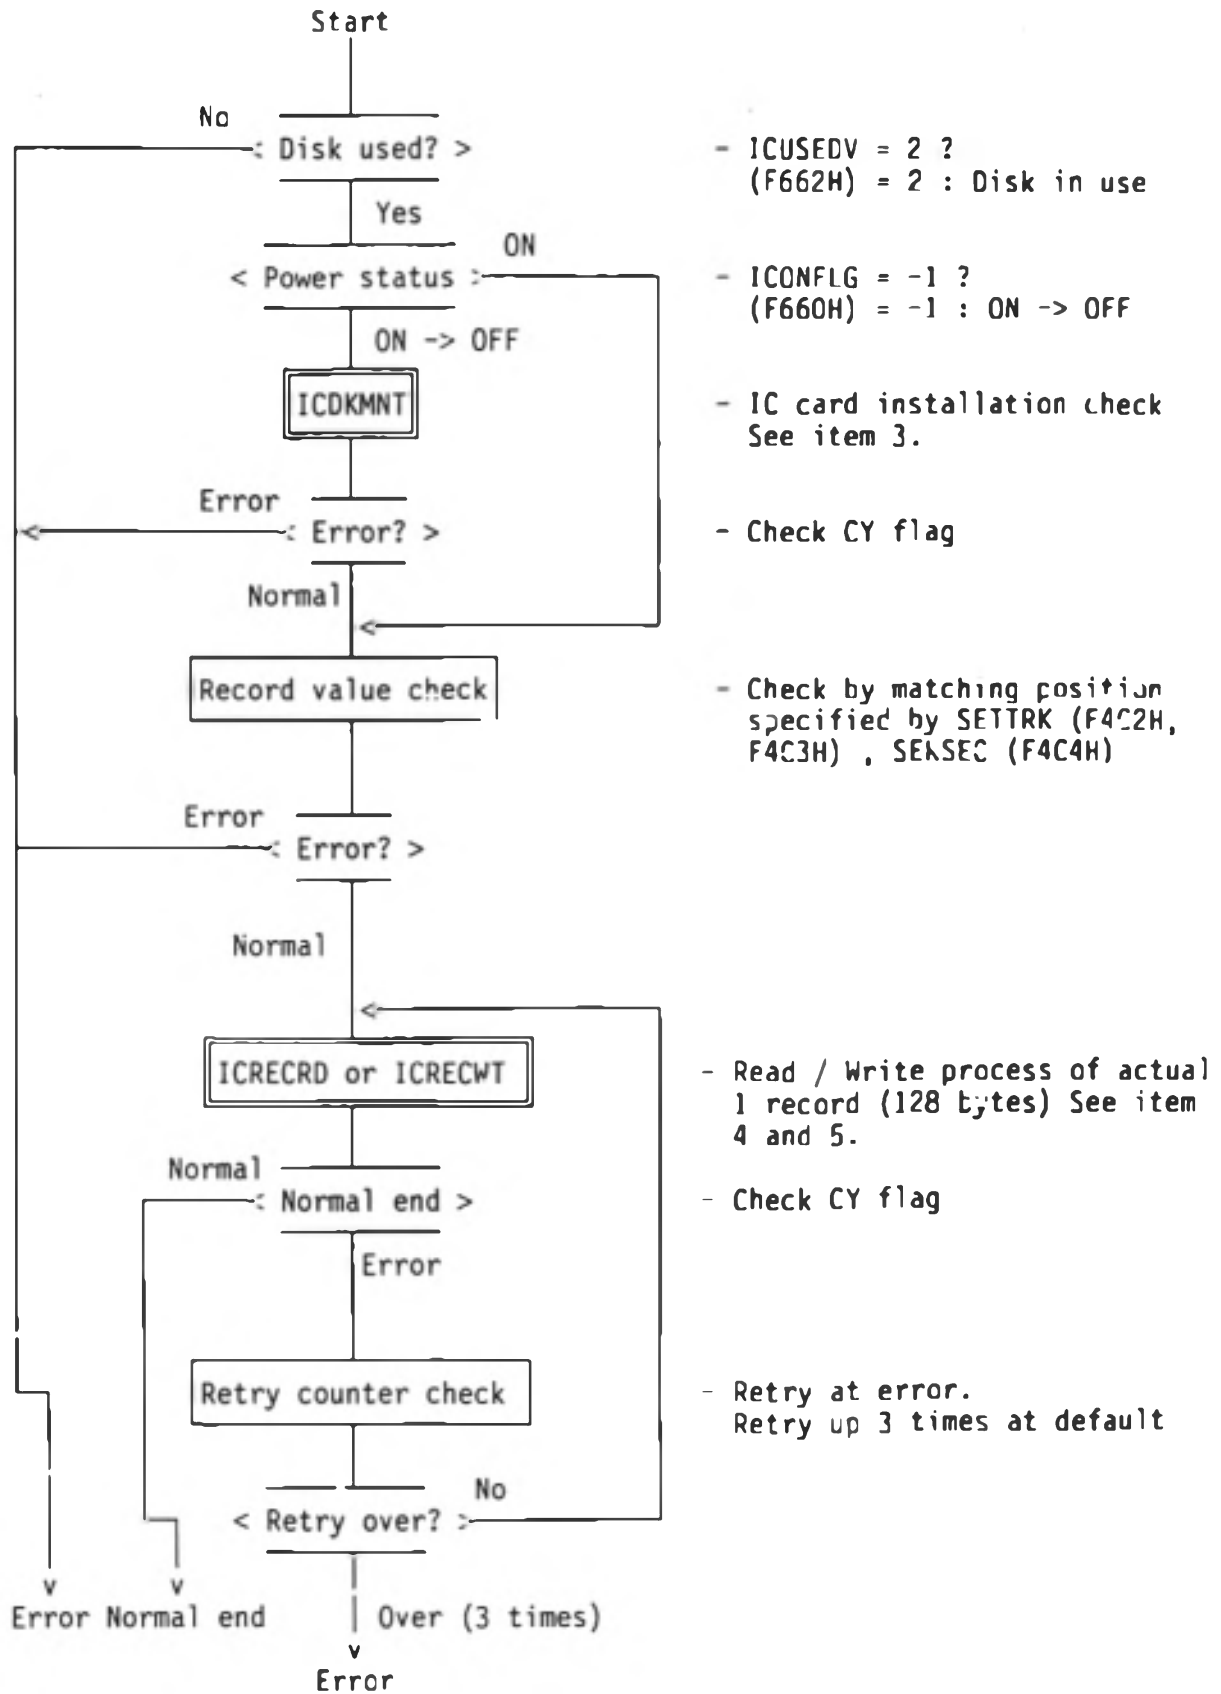 Start
No
< Disk used? >
- ICUSEDV = 2 ?
(F662H) = 2 : Disk in use
Yes
ON
< Power status >
- ICONFLG = -1 ?
(F660H) = -1 : ON -> OFF
ON -> OFF
ICDKMNT
- IC card installation check
See item 3.
Error
< Error? >
- Check CY flag
Normal
Record value check
- Check by matching position
specified by SETTRK (F4C2H,
F4C3H) , (F4C4H)
Error
< Error? >
Normal
ICRECRD or ICRECWT
- Read / Write process of actual
1 record (128 bytes) See item
4 and 5.
Normal
< Normal end >
- Check CY flag
Error
Retry counter check
- Retry at error.
Retry up 3 times at default
No
< Retry over? >
Error Normal end
Over (3 times)
Error